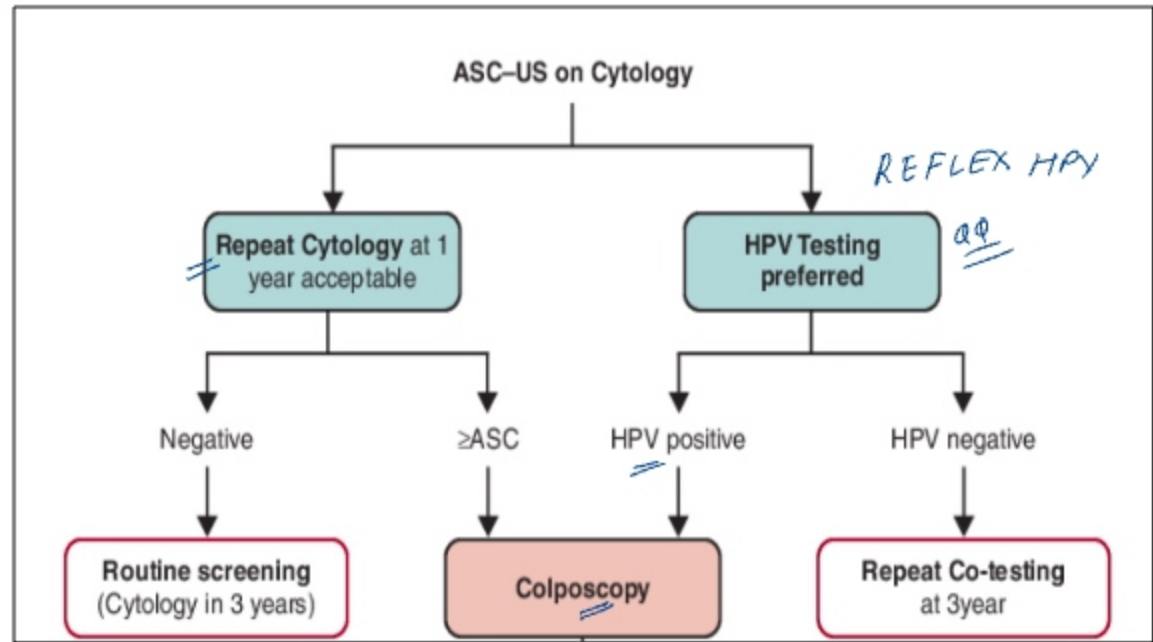 ASC–US on Cytology
REFLEX HPV
Repeat Cytology at 1
year acceptable
HPV Testing
preferred
Negative
≥ASC
HPV positive
HPV negative
Routine screening
(Cytology in 3 years)
Colposcopy
Repeat Co-testing
at 3year